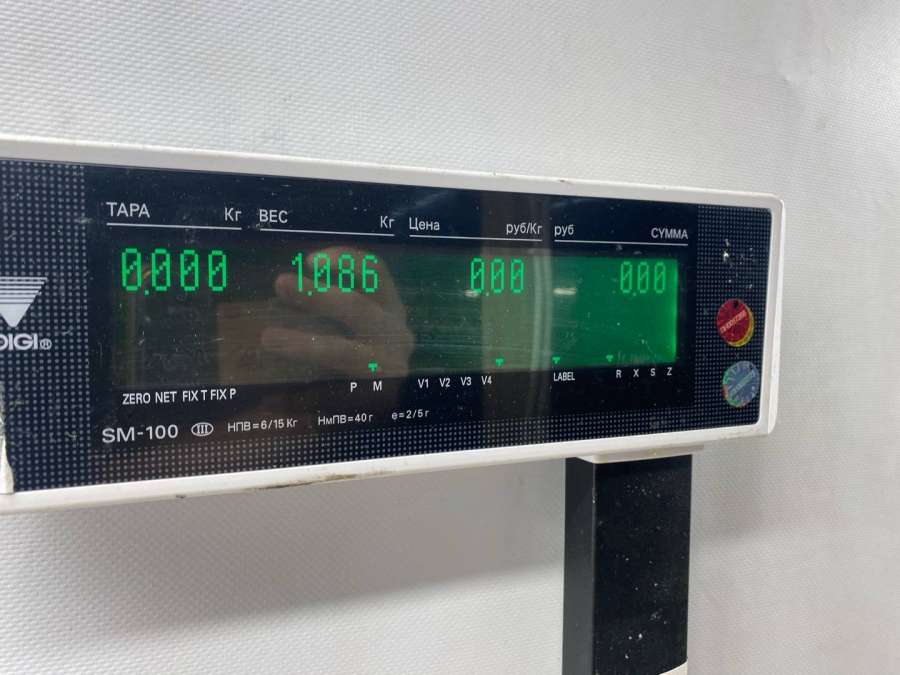 ТАРА Кг ВЕС Кг Цена руб/Кг руб СУММА
0.000 1.086 0.00 0.00
DIGI®
P M V1 V2 V3 V4 LABEL R X S Z
ZERO NET FIX T FIX P
SM-100 III НПВ=6/15 Кг НмПВ=40 г e=2/5 г